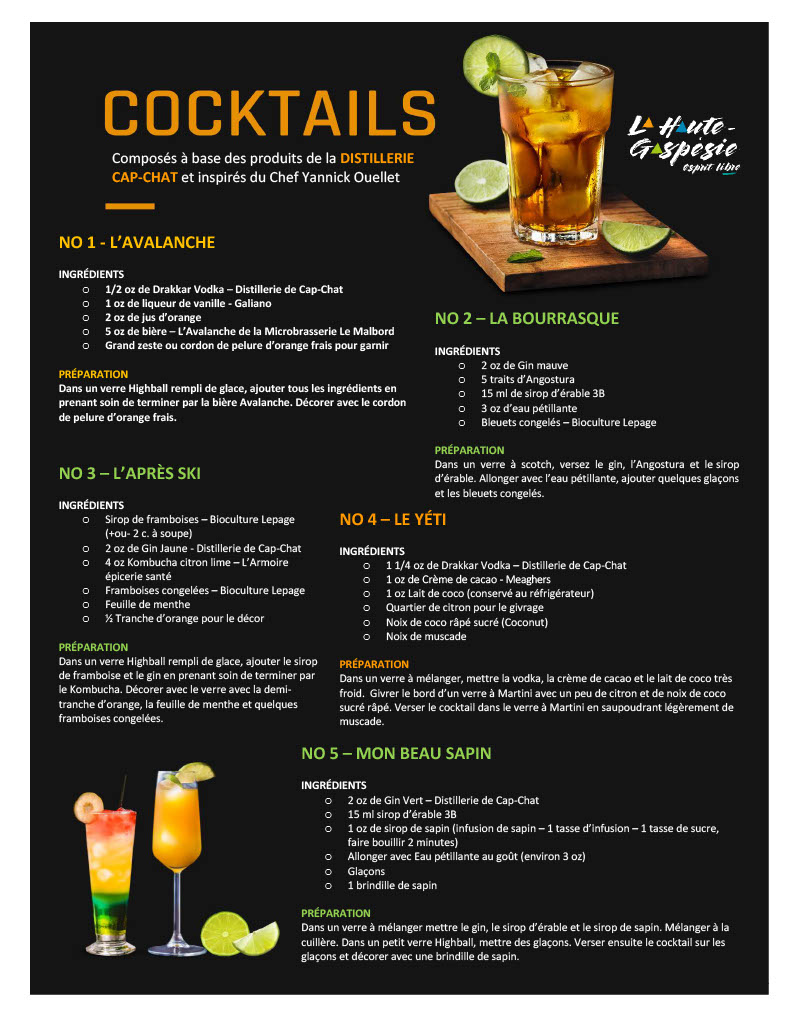 COCKTAILS
Composés à base des produits de la DISTILLERIE
CAP-CHAT et inspirés du Chef Yannick Ouellet
La Haute-
Gaspésie
esprit libre
NO 1 - L’AVALANCHE
INGRÉDIENTS
o 1/2 oz de Drakkar Vodka – Distillerie de Cap-Chat
o 1 oz de liqueur de vanille - Galiano
o 2 oz de jus d’orange
o 5 oz de bière – L’Avalanche de la Microbrasserie Le Malbord
o Grand zeste ou cordon de pelure d’orange frais pour garnir
PRÉPARATION
Dans un verre Highball rempli de glace, ajouter tous les ingrédients en
prenant soin de terminer par la bière Avalanche. Décorer avec le cordon
de pelure d’orange frais.
NO 2 – LA BOURRASQUE
INGRÉDIENTS
o 2 oz de Gin mauve
o 5 traits d’Angostura
o 15 ml de sirop d’érable 3B
o 3 oz d’eau pétillante
o Bleuets congelés – Bioculture Lepage
PRÉPARATION
Dans un verre à scotch, versez le gin, l’Angostura et le sirop
d’érable. Allonger avec l’eau pétillante, ajouter quelques glaçons
et les bleuets congelés.
NO 3 – L’APRÈS SKI
INGRÉDIENTS
o Sirop de framboises – Bioculture Lepage
(+ou- 2 c. à soupe)
o 2 oz de Gin Jaune - Distillerie de Cap-Chat
o 4 oz Kombucha citron lime – L’Armoire
épicerie santé
o Framboises congelées – Bioculture Lepage
o Feuille de menthe
o ½ Tranche d’orange pour le décor
PRÉPARATION
Dans un verre Highball rempli de glace, ajouter le sirop
de framboise et le gin en prenant soin de terminer par
le Kombucha. Décorer avec le verre avec la demi-
tranche d’orange, la feuille de menthe et quelques
framboises congelées.
NO 4 – LE YÉTI
INGRÉDIENTS
o 1 1/4 oz de Drakkar Vodka – Distillerie de Cap-Chat
o 1 oz de Crème de cacao - Meaghers
o 1 oz Lait de coco (conservé au réfrigérateur)
o Quartier de citron pour le givrage
o Noix de coco râpé sucré (Coconut)
o Noix de muscade
PRÉPARATION
Dans un verre à mélanger, mettre la vodka, la crème de cacao et le lait de coco très
froid. Givrer le bord d’un verre à Martini avec un peu de citron et de noix de coco
sucré râpé. Verser le cocktail dans le verre à Martini en saupoudrant légèrement de
muscade.
NO 5 – MON BEAU SAPIN
INGRÉDIENTS
o 2 oz de Gin Vert – Distillerie de Cap-Chat
o 15 ml sirop d’érable 3B
o 1 oz de sirop de sapin (infusion de sapin – 1 tasse d’infusion – 1 tasse de sucre,
faire bouillir 2 minutes)
o Allonger avec Eau pétillante au goût (environ 3 oz)
o Glaçons
o 1 brindille de sapin
PRÉPARATION
Dans un verre à mélanger mettre le gin, le sirop d’érable et le sirop de sapin. Mélanger à la
cuillère. Dans un petit verre Highball, mettre des glaçons. Verser ensuite le cocktail sur les
glaçons et décorer avec une brindille de sapin.